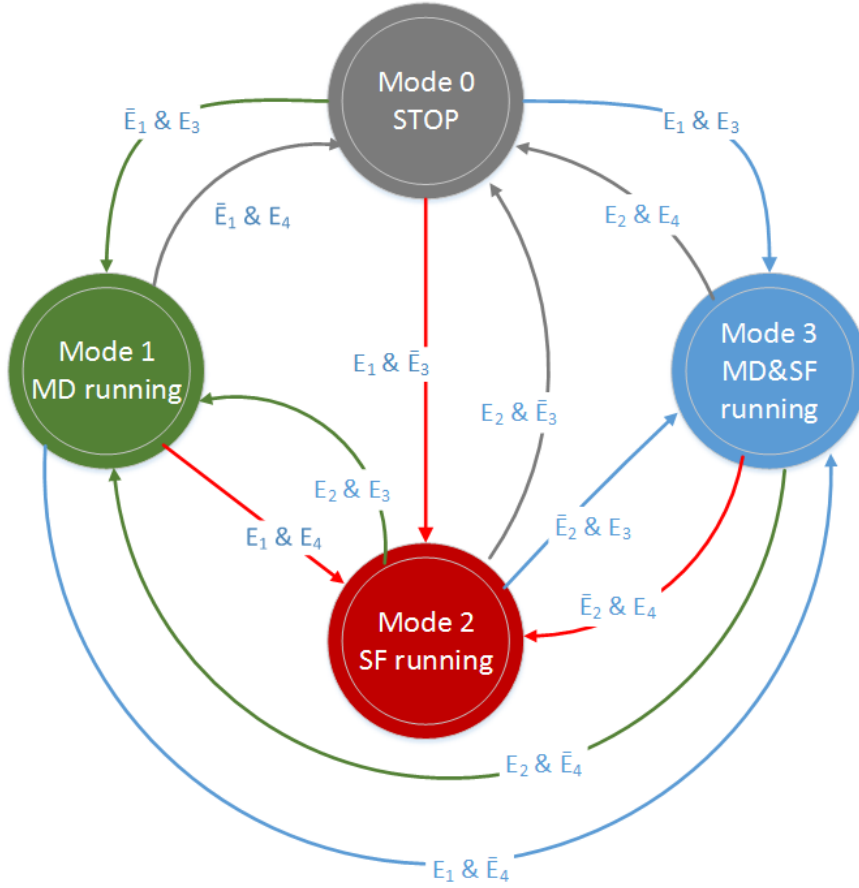 Mode 0
STOP
Ē₁ & E₃
E₁ & E₃
Ē₁ & E₄
E₂ & E₄
Mode 1
MD running
Mode 3
MD&SF
running
E₁ & Ē₃
E₂ & Ē₃
E₂ & E₃
E₁ & E₄
Ē₂ & E₃
Ē₂ & E₄
Mode 2
SF running
E₂ & Ē₄
E₁ & Ē₄